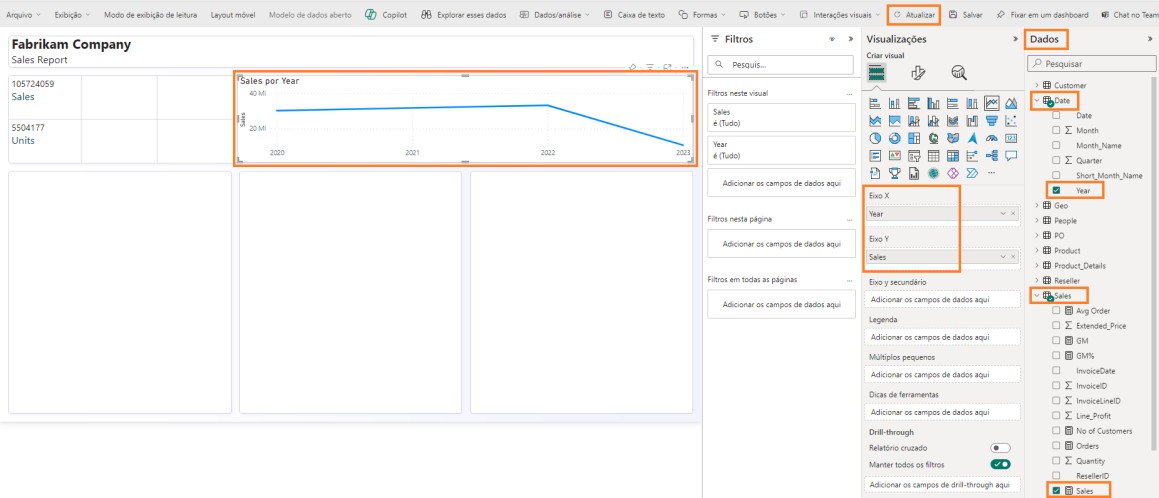 Arquivo Exibição Modo de exibição de leitura Layout móvel Modelo de dados aberto Copilot Explorar esses dados Dados/análise Caixa de texto Formas Botões Interações visuais Atualizar Salvar Fixar em um dashboard Chat no Team
Fabrikam Company
Sales Report
105724059
Sales
5504177
Units
Sales por Year
40 Mi
20 Mi
Sales
2020 2021 2022 2023
Filtros
Pesquis...
Filtros neste visual
Sales
é (Tudo)
Year
é (Tudo)
Adicionar os campos de dados aqui
Filtros nesta página
Adicionar os campos de dados aqui
Filtros em todas as páginas
Adicionar os campos de dados aqui
Visualizações
Criar visual
123
Eixo X
Year
Eixo Y
Sales
Eixo y secundário
Adicionar os campos de dados aqui
Legenda
Adicionar os campos de dados aqui
Múltiplos pequenos
Adicionar os campos de dados aqui
Dicas de ferramentas
Adicionar os campos de dados aqui
Drill-through
Relatório cruzado
Manter todos os filtros
Adicionar os campos de drill-through aqui
Dados
Pesquisar
Customer
Date
Date
Month
Month_Name
Quarter
Short_Month_Name
Year
Geo
People
PO
Product
Product_Details
Reseller
Sales
Avg Order
Extended_Price
GM
GM%
InvoiceDate
InvoiceID
InvoiceLineID
Line_Profit
No of Customers
Orders
Quantity
ResellerID
Sales